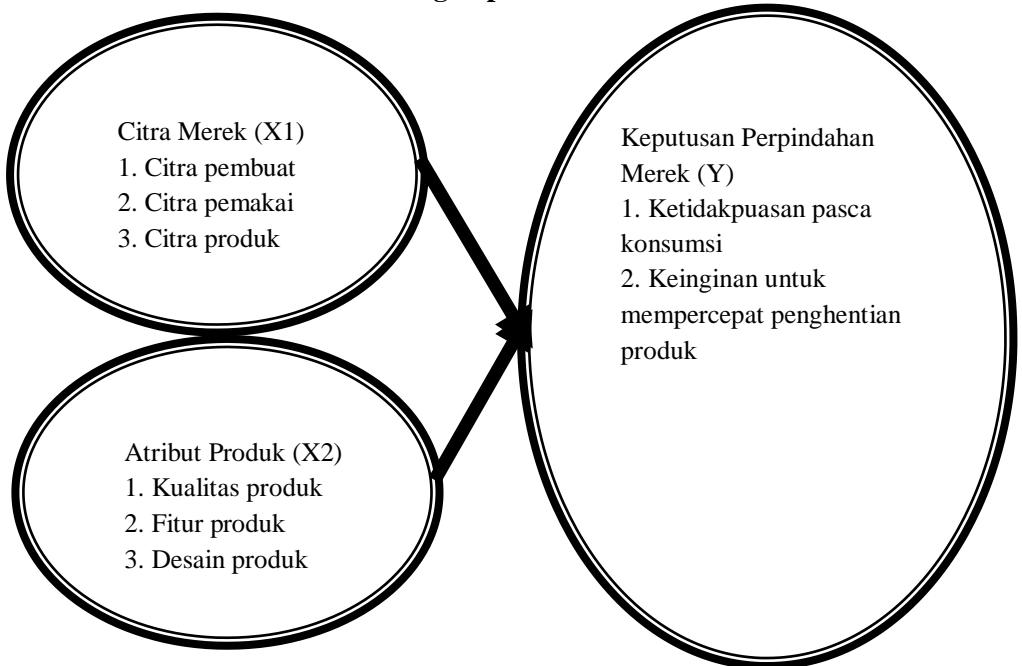 Citra Merek (X1)
1. Citra pembuat
2. Citra pemakai
3. Citra produk
Atribut Produk (X2)
1. Kualitas produk
2. Fitur produk
3. Desain produk
Keputusan Perpindahan
Merek (Y)
1. Ketidakpuasan pasca
konsumsi
2. Keinginan untuk
mempercepat penghentian
produk